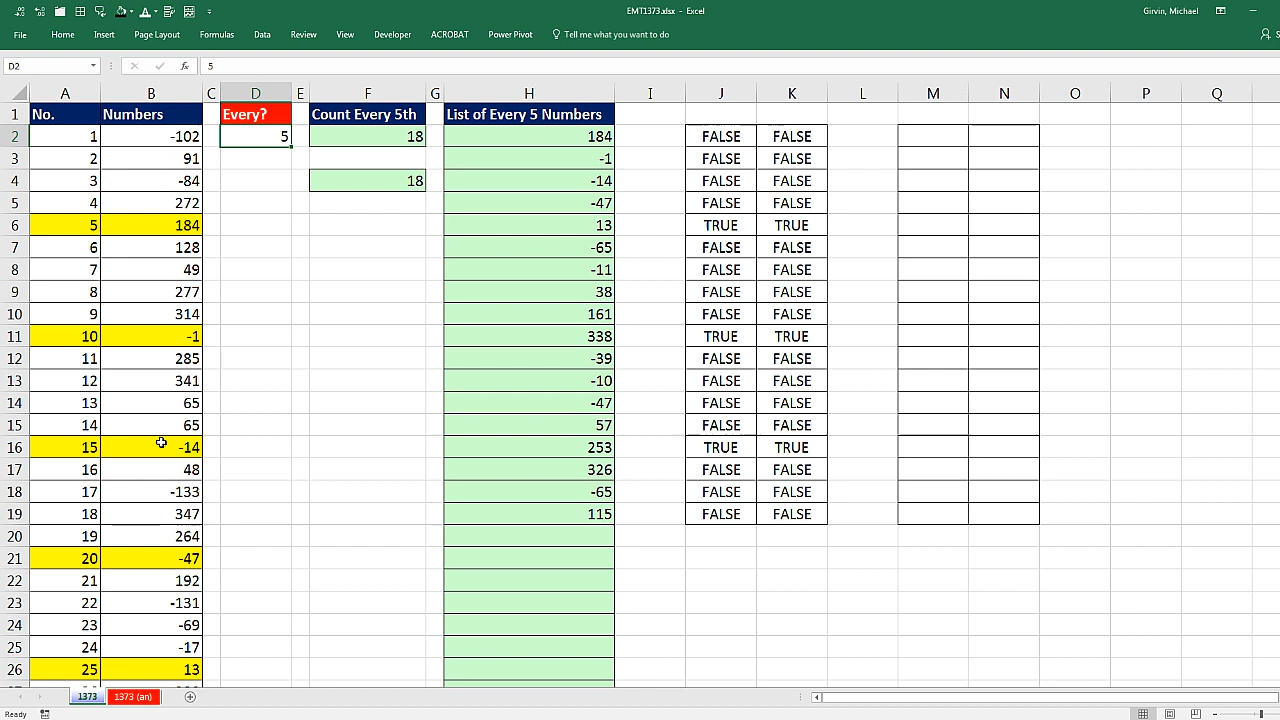 EMT1373.xlsx - Excel
Girvin, Michael
File Home Insert Page Layout Formulas Data Review View Developer ACROBAT Power Pivot Tell me what you want to do
D2 fx 5
A B C D E F G H I J K L M N O P Q
1 No. Numbers Every? Count Every 5th List of Every 5 Numbers
2 1 -102 5 18 184 FALSE FALSE
3 2 91 -1 FALSE FALSE
4 3 -84 18 -14 FALSE FALSE
5 4 272 -47 FALSE FALSE
6 5 184 13 TRUE TRUE
7 6 128 -65 FALSE FALSE
8 7 49 -11 FALSE FALSE
9 8 277 38 FALSE FALSE
10 9 314 161 FALSE FALSE
11 10 -1 338 TRUE TRUE
12 11 285 -39 FALSE FALSE
13 12 341 -10 FALSE FALSE
14 13 65 -47 FALSE FALSE
15 14 65 57 FALSE FALSE
16 15 -14 253 TRUE TRUE
17 16 48 326 FALSE FALSE
18 17 -133 -65 FALSE FALSE
19 18 347 115 FALSE FALSE
20 19 264
21 20 -47
22 21 192
23 22 -131
24 23 -69
25 24 -17
26 25 13
1373 1373 (an)
Ready